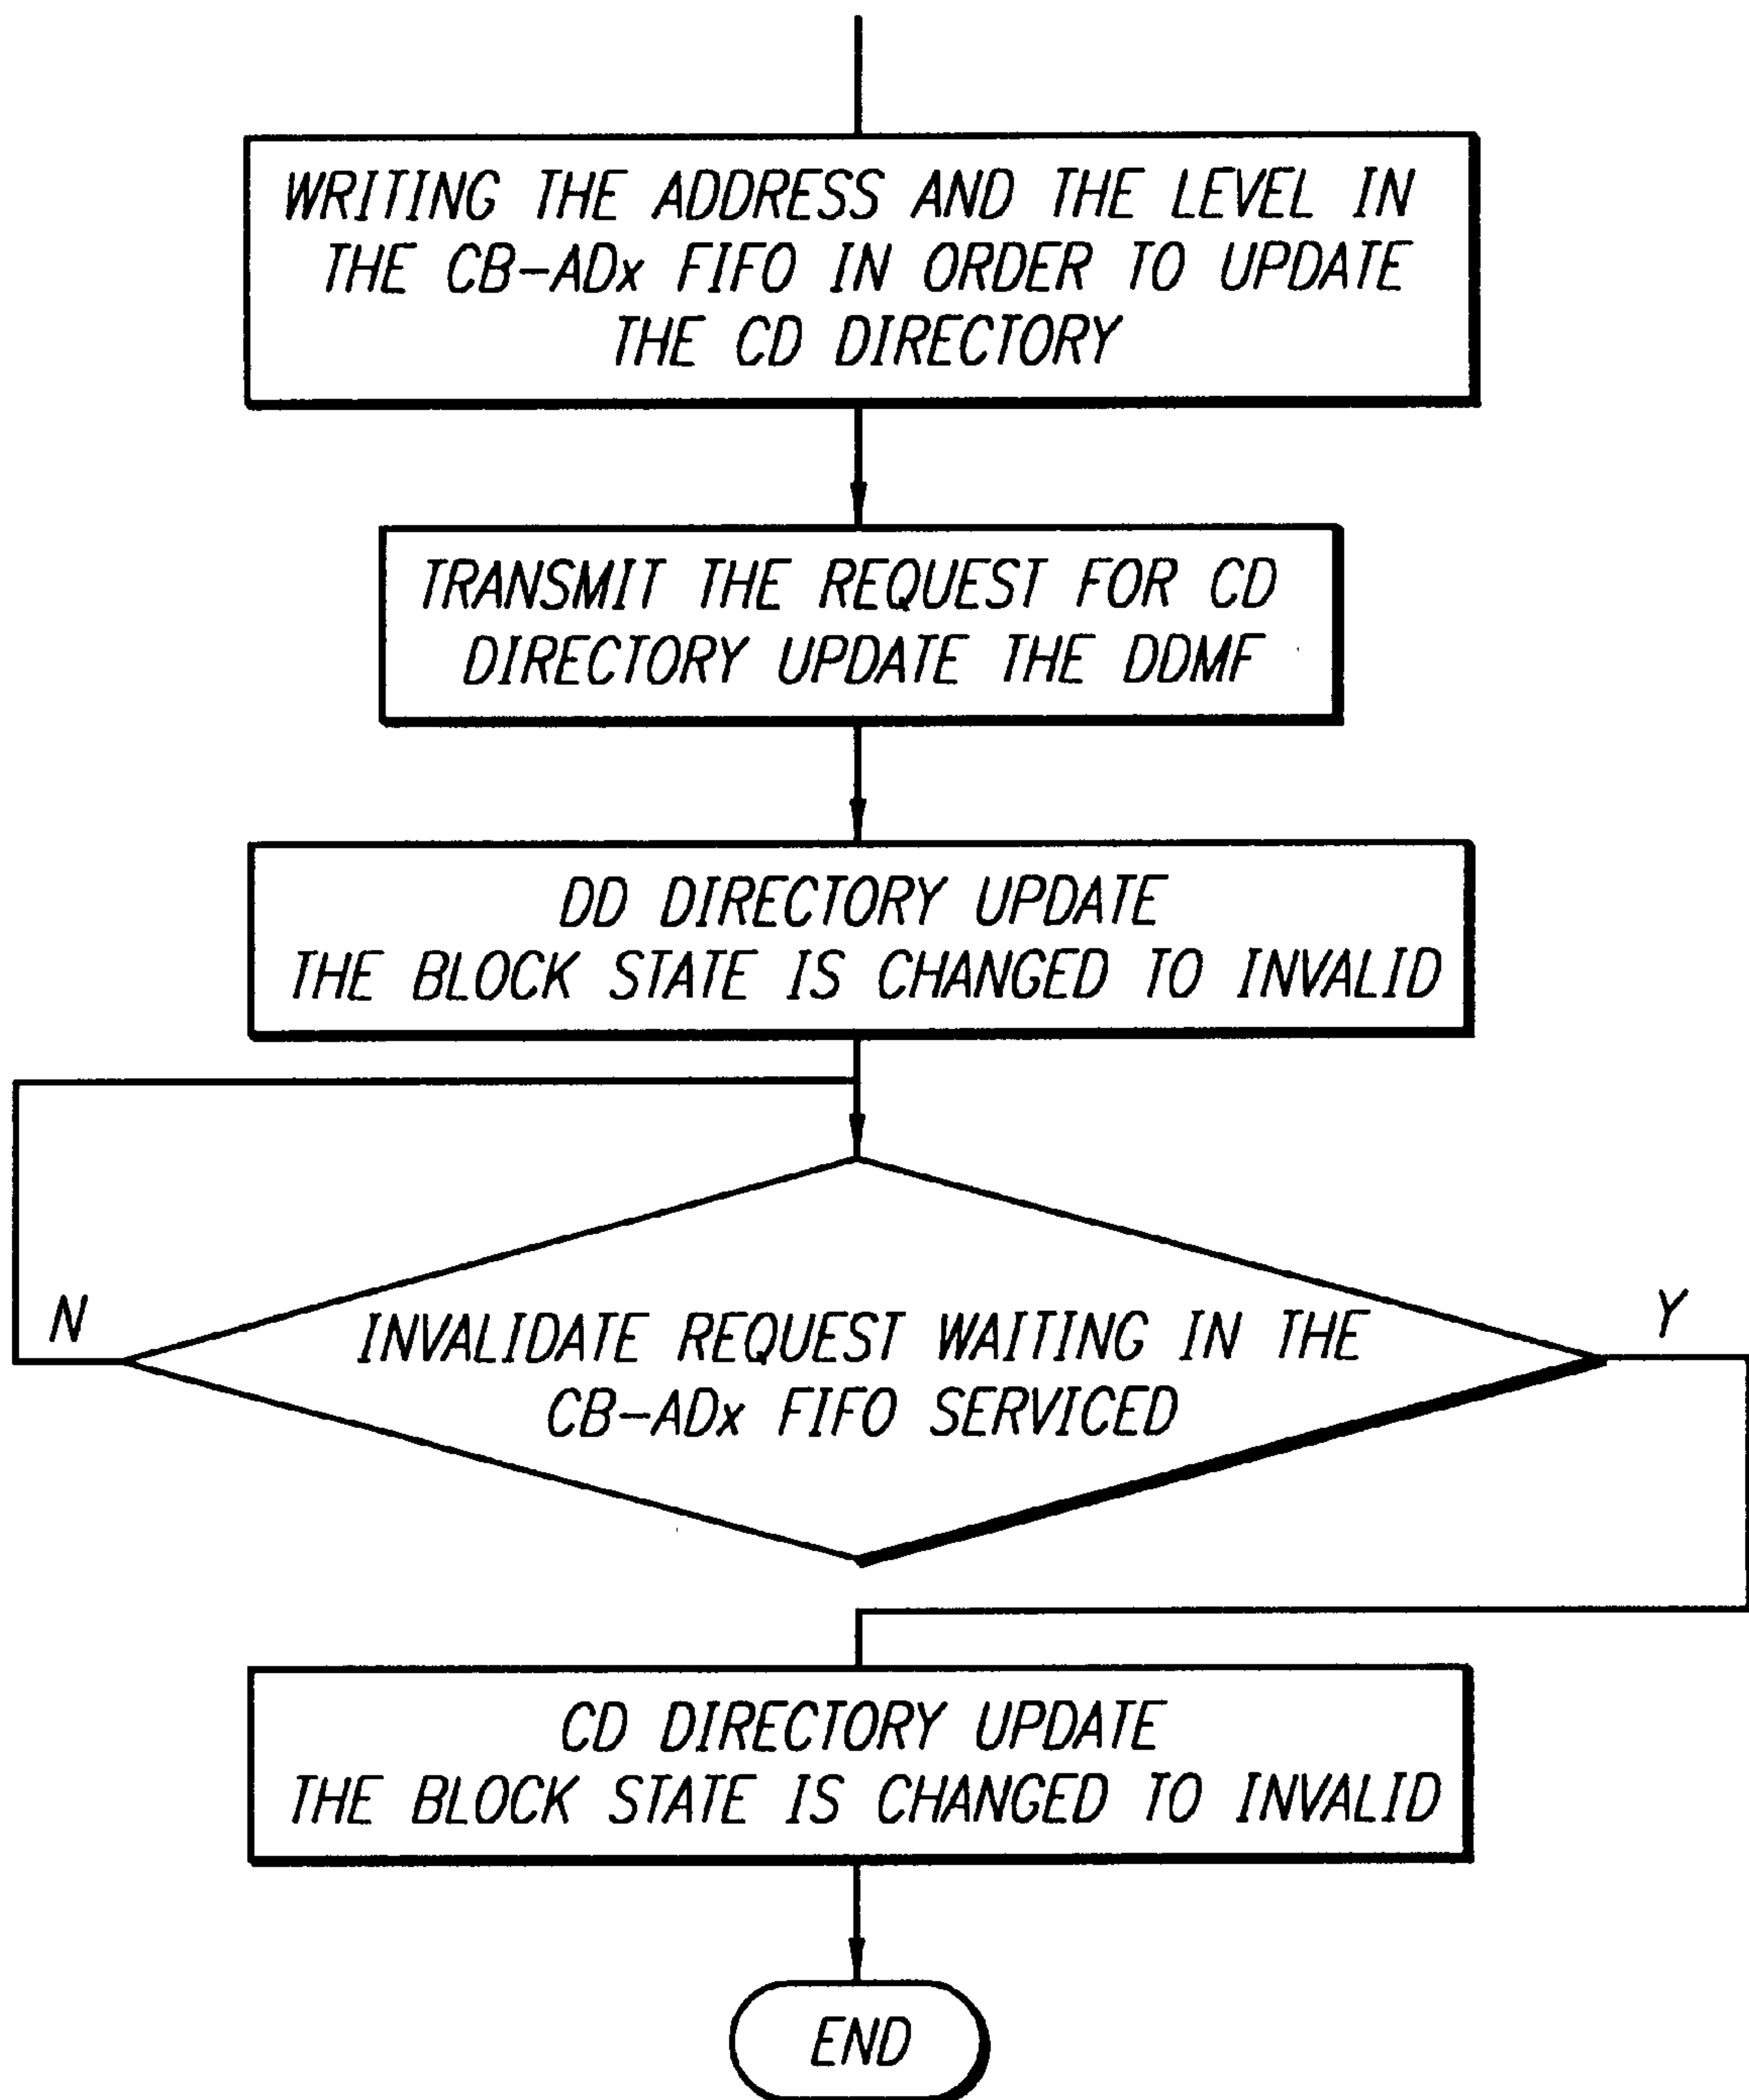 WRITING THE ADDRESS AND THE LEVEL IN
THE CB-ADx FIFO IN ORDER TO UPDATE
THE CD DIRECTORY
TRANSMIT THE REQUEST FOR CD
DIRECTORY UPDATE THE DDMF
DD DIRECTORY UPDATE
THE BLOCK STATE IS CHANGED TO INVALID
N
Y
INVALIDATE REQUEST WAITING IN THE
CB-ADx FIFO SERVICED
CD DIRECTORY UPDATE
THE BLOCK STATE IS CHANGED TO INVALID
END